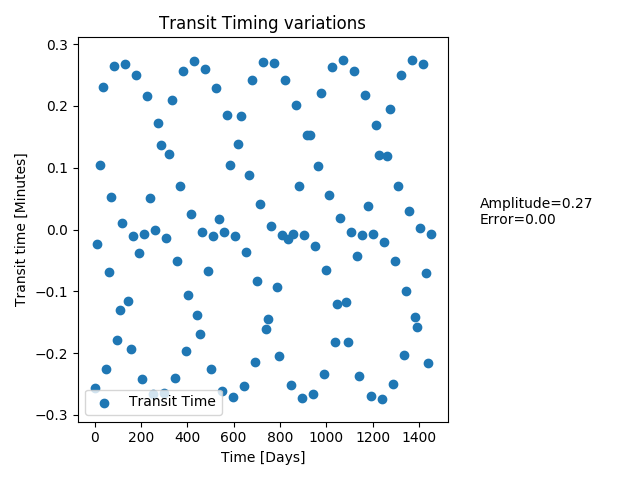 Transit Timing variations
0.3
0.2
0.1
0.0
−0.1
−0.2
−0.3
Transit time [Minutes]
Amplitude=0.27
Error=0.00
Transit Time
0 200 400 600 800 1000 1200 1400
Time [Days]